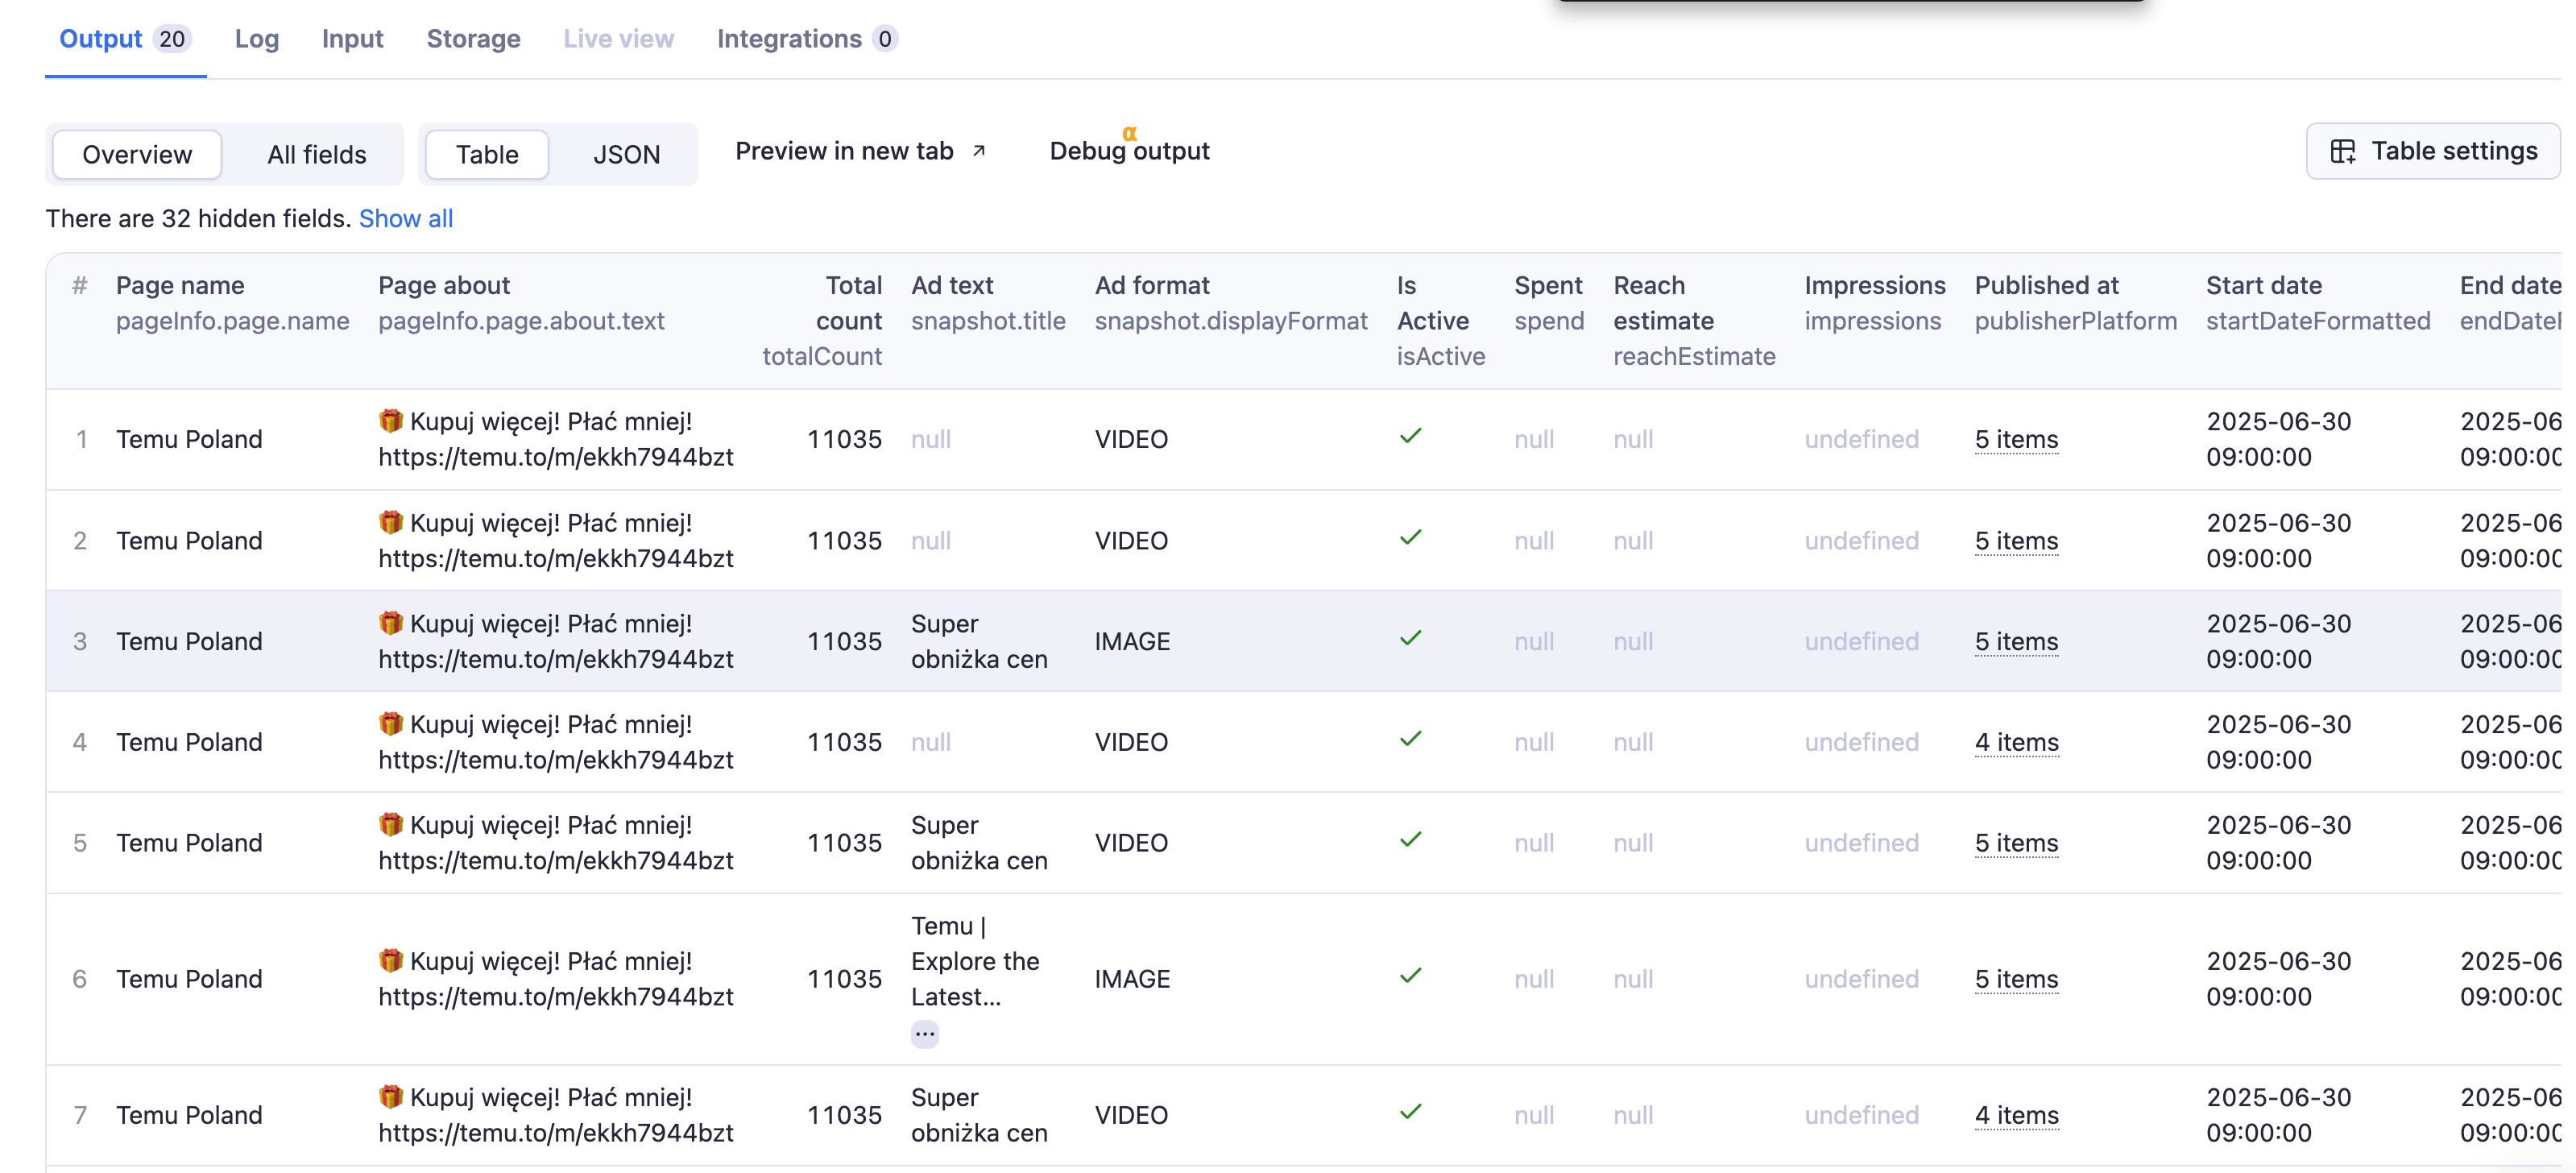 Output 20 Log Input Storage Live view Integrations 0
Overview All fields Table JSON Preview in new tab ↗ Debug output α Table settings
There are 32 hidden fields. Show all
# Page name Page about Total Ad text Ad format Is Spent Reach Impressions Published at Start date End date
pageInfo.page.name pageInfo.page.about.text count snapshot.title snapshot.displayFormat Active spend estimate impressions publisherPlatform startDateFormatted endDateF
totalCount isActive reachEstimate
🎁 Kupuj więcej! Płać mniej! 2025-06-30 2025-06
1 Temu Poland 11035 null VIDEO ✓ null null undefined 5 items
https://temu.to/m/ekkh7944bzt 09:00:00 09:00:00
🎁 Kupuj więcej! Płać mniej! 2025-06-30 2025-06
2 Temu Poland 11035 null VIDEO ✓ null null undefined 5 items
https://temu.to/m/ekkh7944bzt 09:00:00 09:00:00
🎁 Kupuj więcej! Płać mniej! Super 2025-06-30 2025-06
3 Temu Poland 11035 IMAGE ✓ null null undefined 5 items
https://temu.to/m/ekkh7944bzt obniżka cen 09:00:00 09:00:00
🎁 Kupuj więcej! Płać mniej! 2025-06-30 2025-06
4 Temu Poland 11035 null VIDEO ✓ null null undefined 4 items
https://temu.to/m/ekkh7944bzt 09:00:00 09:00:00
🎁 Kupuj więcej! Płać mniej! Super 2025-06-30 2025-06
5 Temu Poland 11035 VIDEO ✓ null null undefined 5 items
https://temu.to/m/ekkh7944bzt obniżka cen 09:00:00 09:00:00
Temu |
🎁 Kupuj więcej! Płać mniej! Explore the 2025-06-30 2025-06
6 Temu Poland 11035 IMAGE ✓ null null undefined 5 items
https://temu.to/m/ekkh7944bzt Latest... 09:00:00 09:00:00
...
🎁 Kupuj więcej! Płać mniej! Super 2025-06-30 2025-06
7 Temu Poland 11035 VIDEO ✓ null null undefined 4 items
https://temu.to/m/ekkh7944bzt obniżka cen 09:00:00 09:00:00